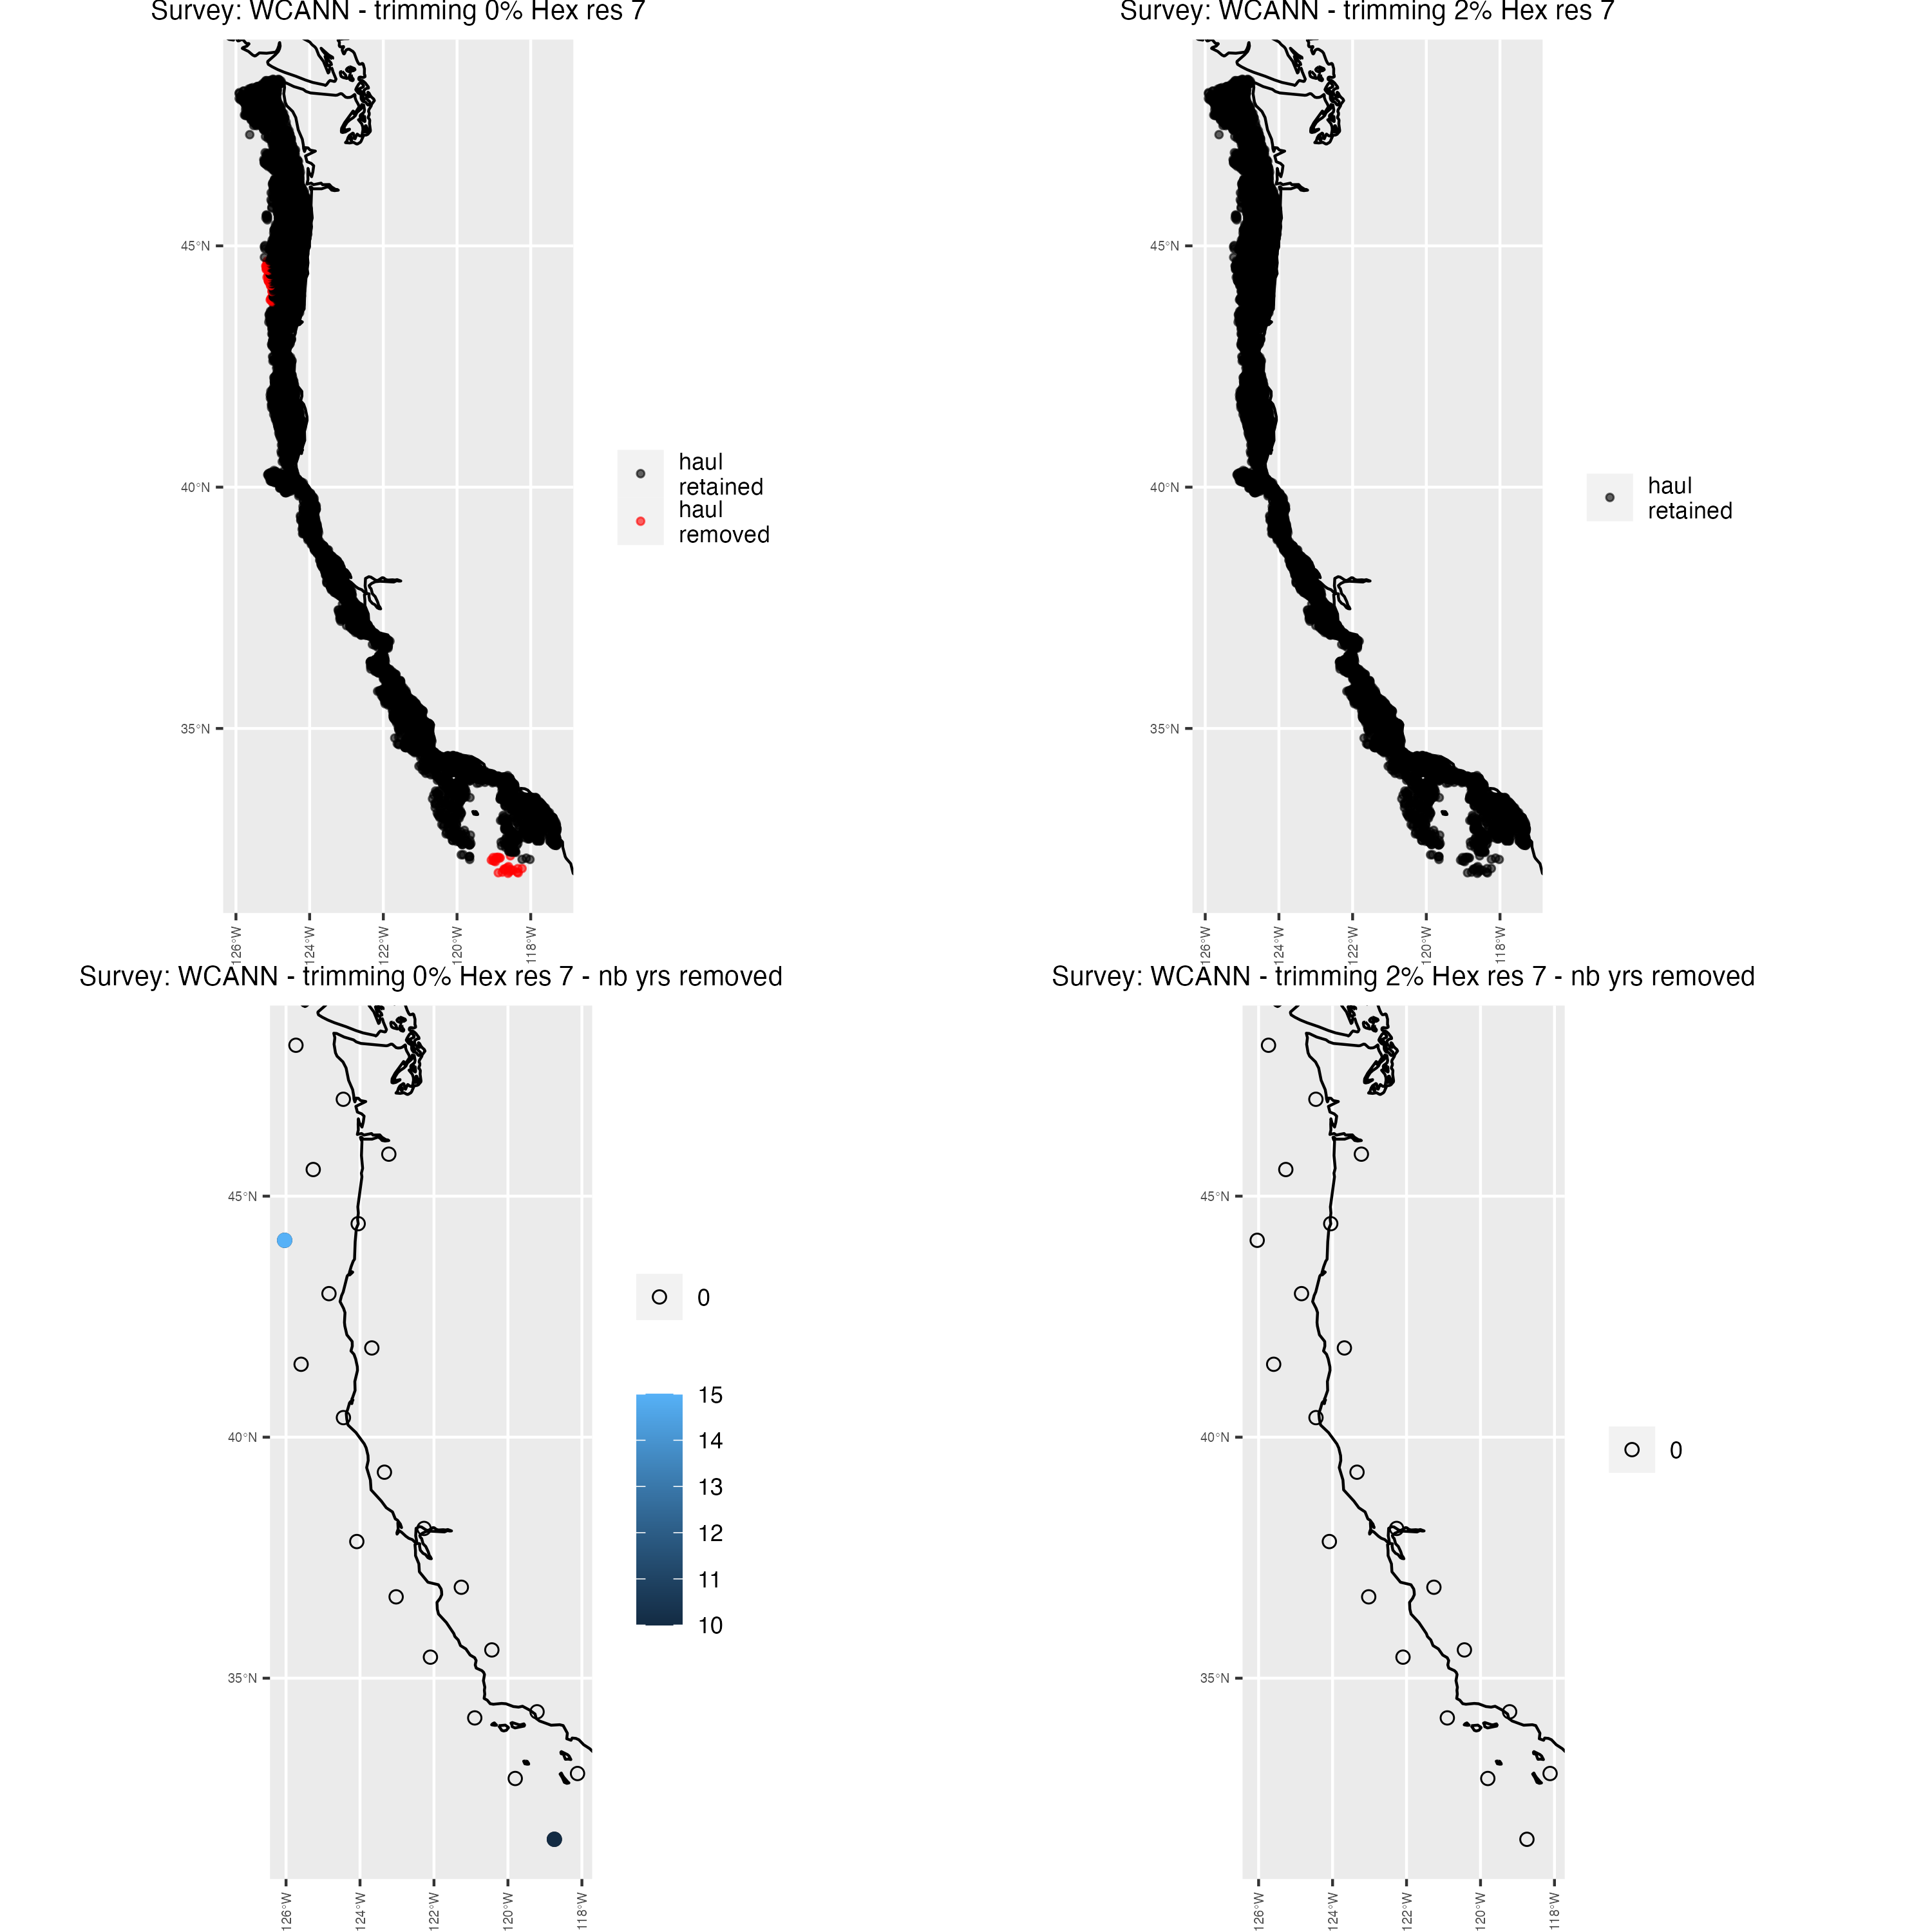 Survey: WCANN - trimming 0% Hex res 7
45°N
40°N
35°N
126°W
124°W
122°W
120°W
118°W
haul
retained
haul
removed
Survey: WCANN - trimming 2% Hex res 7
45°N
40°N
35°N
126°W
124°W
122°W
120°W
118°W
haul
retained
Survey: WCANN - trimming 0% Hex res 7 - nb yrs removed
45°N
40°N
35°N
126°W
124°W
122°W
120°W
118°W
0
15
14
13
12
11
10
Survey: WCANN - trimming 2% Hex res 7 - nb yrs removed
45°N
40°N
35°N
126°W
124°W
122°W
120°W
118°W
0